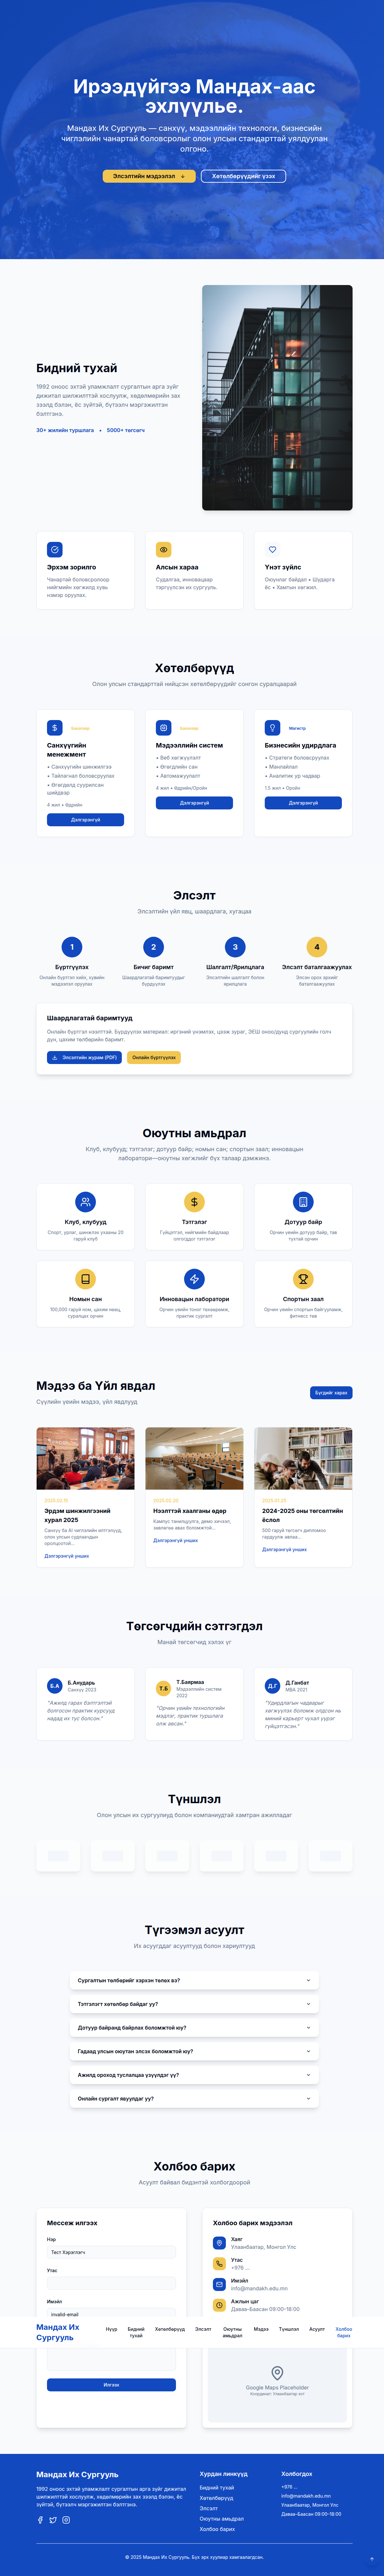 Ирээдүйгээ Мандах-аас
эхлүүлье.
Мандах Их Сургууль — санхүү, мэдээллийн технологи, бизнесийн
чиглэлийн чанартай боловсролыг олон улсын стандарттай уялдуулан
олгоно.
Элсэлтийн мэдээлэл ↓
Хөтөлбөрүүдийг үзэх
Бидний тухай
1992 оноос эхтэй уламжлалт сургалтын арга зүйг
дижитал шилжилттэй хослуулж, хөдөлмөрийн зах
зээлд бэлэн, ёс зүйтэй, бүтээлч мэргэжилтэн
бэлтгэнэ.
30+ жилийн туршлага • 5000+ төгсөгч
Эрхэм зорилго
Чанартай боловсролоор
нийгмийн хөгжилд хувь
нэмэр оруулах.
Алсын хараа
Судалгаа, инновацаар
тэргүүлсэн их сургууль.
Үнэт зүйлс
Оюунлаг байдал • Шударга
ёс • Хамтын хөгжил.
Хөтөлбөрүүд
Олон улсын стандарттай нийцсэн хөтөлбөрүүдийг сонгон суралцаарай
Бакалавр
Санхүүгийн
менежмент
• Санхүүгийн шинжилгээ
• Тайлагнал боловсруулах
• Өгөгдөлд суурилсан
шийдвэр
4 жил • Өдрийн
Дэлгэрэнгүй
Бакалавр
Мэдээллийн систем
• Веб хөгжүүлэлт
• Өгөгдлийн сан
• Автоматжуулалт
4 жил • Өдрийн/Оройн
Дэлгэрэнгүй
Магистр
Бизнесийн удирдлага
• Стратеги боловсруулах
• Манлайлал
• Аналитик ур чадвар
1.5 жил • Оройн
Дэлгэрэнгүй
Элсэлт
Элсэлтийн үйл явц, шаардлага, хугацаа
1
Бүртгүүлэх
Онлайн бүртгэл хийх, хувийн
мэдээлэл оруулах
2
Бичиг баримт
Шаардлагатай баримтуудыг
бүрдүүлэх
3
Шалгалт/Ярилцлага
Элсэлтийн шалгалт болон
ярилцлага
4
Элсэлт баталгаажуулах
Элсэн орох эрхийг
баталгаажуулах
Шаардлагатай баримтууд
Онлайн бүртгэл нээлттэй. Бүрдүүлэх материал: иргэний үнэмлэх, цээж зураг, ЭЕШ оноо/дунд сургуулийн голч
дүн, цахим төлбөрийн баримт.
Элсэлтийн журам (PDF)
Онлайн бүртгүүлэх
Оюутны амьдрал
Клуб, клубууд; тэтгэлэг; дотуур байр; номын сан; спортын заал; инновацын
лаборатори—оюутны хөгжлийг бүх талаар дэмжинэ.
Клуб, клубууд
Спорт, урлаг, шинжлэх ухааны 20
гаруй клуб
Тэтгэлэг
Гүйцэтгэл, нийгмийн байдлаар
олгогддог тэтгэлэг
Дотуур байр
Орчин үеийн дотуур байр, тав
тухтай орчин
Номын сан
100,000 гаруй ном, цахим нөөц,
суралцах орчин
Инновацын лаборатори
Орчин үеийн тоног төхөөрөмж,
практик сургалт
Спортын заал
Орчин үеийн спортын байгууламж,
фитнесс төв
Мэдээ ба Үйл явдал
Сүүлийн үеийн мэдээ, үйл явдлууд
Бүгдийг харах
Эрдэм шинжилгээний
хурал 2025
Санхүү ба AI чиглэлийн илтгэлүүд,
олон улсын судлаачдын
оролцоотой...
Дэлгэрэнгүй унших
Нээлттэй хаалганы өдөр
Кампус танилцуулга, демо хичээл,
зөвлөгөө авах боломжтой...
Дэлгэрэнгүй унших
2024-2025 оны төгсөлтийн
ёслол
500 гаруй төгсөгч дипломоо
гардуулж авлаа...
Дэлгэрэнгүй унших
Төгсөгчдийн сэтгэгдэл
Манай төгсөгчид хэлэх үг
Б.А
Б.Анударь
Санхүү 2023
"Ажилд гарах бэлтгэлтэй
болгосон практик курсууд
надад их тус болсон."
Т.Б
Т.Баярмаа
Мэдээллийн систем
2022
"Орчин үеийн технологийн
мэдлэг, практик туршлага
олж авсан."
Д.Г
Д.Ганбат
MBA 2021
"Удирдлагын чадварыг
хөгжүүлэх боломж олдсон нь
миний карьерт чухал үүрэг
гүйцэтгэсэн."
Түншлэл
Олон улсын их сургуулиуд болон компаниудтай хамтран ажилладаг
Түгээмэл асуулт
Их асуугддаг асуултууд болон хариултууд
Сургалтын төлбөрийг хэрхэн төлөх вэ?
Тэтгэлэгт хөтөлбөр байдаг уу?
Дотуур байранд байрлах боломжтой юу?
Гадаад улсын оюутан элсэх боломжтой юу?
Ажилд ороход туслалцаа үзүүлдэг үү?
Онлайн сургалт явуулдаг уу?
Холбоо барих
Асуулт байвал бидэнтэй холбогдоорой
Мессеж илгээх
Нэр
Тест Хэрэглэгч
Утас
Имэйл
invalid-email
Илгээх
Холбоо барих мэдээлэл
Хаяг
Улаанбаатар, Монгол Улс
Утас
+976 ...
Имэйл
info@mandakh.edu.mn
Ажлын цаг
Даваа–Баасан 09:00–18:00
Мандах Их
Сургууль
Нүүр
Бидний
тухай
Хөтөлбөрүүд
Элсэлт
Оюутны
амьдрал
Мэдээ
Түншлэл
Асуулт
Холбоо
барих
Google Maps Placeholder
Координат: Улаанбаатар хот
Мандах Их Сургууль
1992 оноос эхтэй уламжлалт сургалтын арга зүйг дижитал
шилжилттэй хослуулж, хөдөлмөрийн зах зээлд бэлэн, ёс
зүйтэй, бүтээлч мэргэжилтэн бэлтгэнэ.
Хурдан линкүүд
Бидний тухай
Хөтөлбөрүүд
Элсэлт
Оюутны амьдрал
Холбоо барих
Холбогдох
+976 ...
info@mandakh.edu.mn
Улаанбаатар, Монгол Улс
Даваа–Баасан 09:00–18:00
© 2025 Мандах Их Сургууль. Бүх эрх хуулиар хамгаалагдсан.